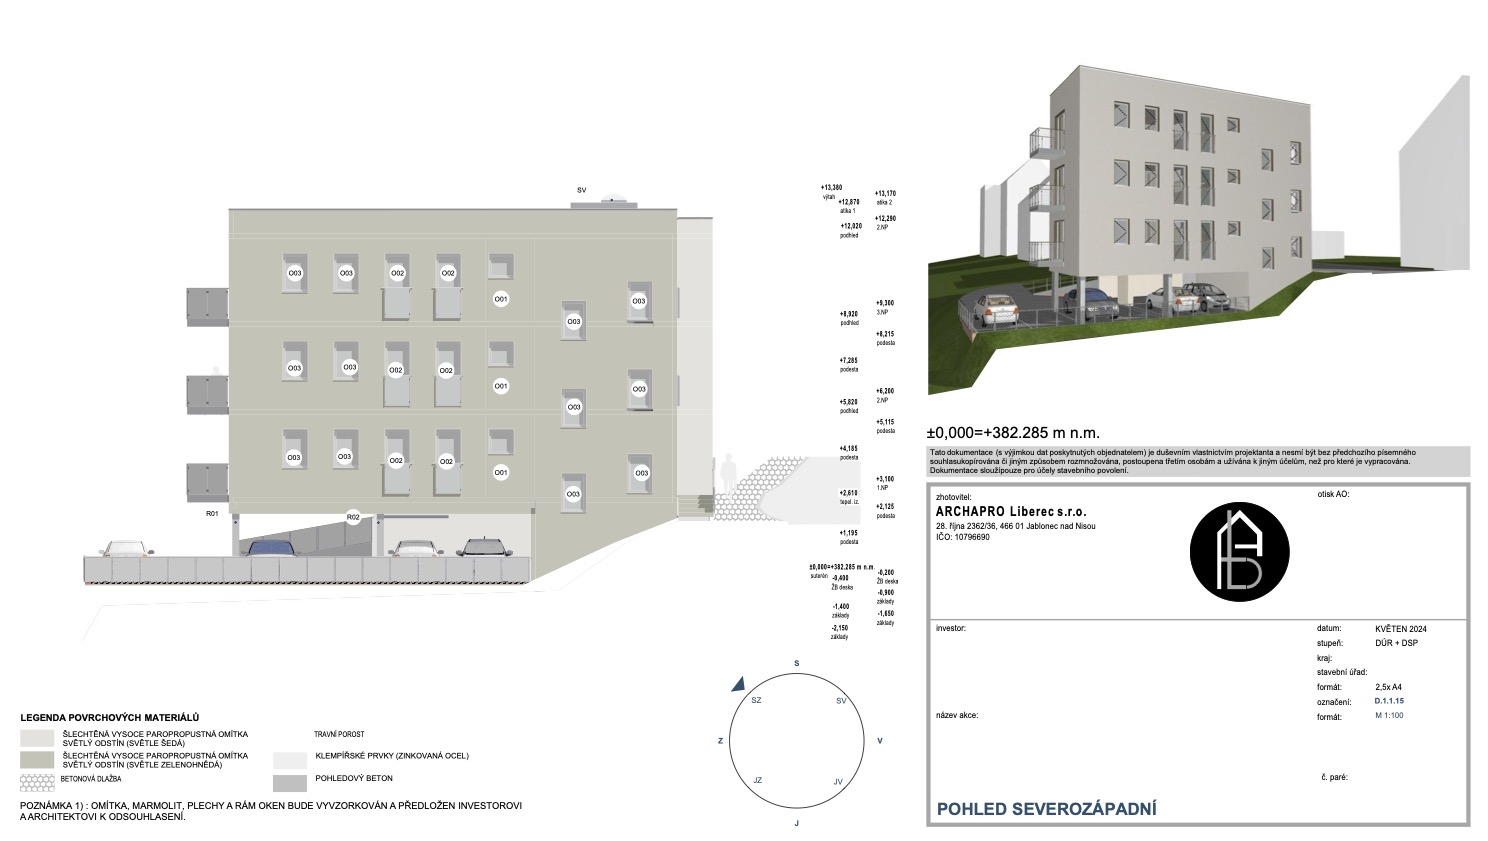 SV
O03
O03
O02
O02
O01
O03
O03
O03
O03
O02
O02
O01
O03
O03
O03
O03
O02
O02
O01
O03
O03
R01
R02
+13,380
výtah
+13,170
atika 2
+12,870
atika 1
+12,290
2.NP
+12,020
podhled
+9,300
3.NP
+8,920
podhled
+8,215
podesta
+7,285
podesta
+6,200
2.NP
+5,820
podhled
+5,115
podesta
+4,185
podesta
+3,100
1.NP
+2,610
tepel. iz.
+2,125
podesta
+1,195
podesta
±0,000=+382.285 m n.m.
suterén
-0,200
ŽB deska
-0,400
ŽB deska
-0,900
základy
-1,400
základy
-1,650
základy
-2,150
základy
S
SZ
SV
Z
V
JZ
JV
J
LEGENDA POVRCHOVÝCH MATERIÁLŮ
ŠLECHTĚNÁ VYSOCE PAROPROPUSTNÁ OMÍTKA
SVĚTLÝ ODSTÍN (SVĚTLE ŠEDÁ)
ŠLECHTĚNÁ VYSOCE PAROPROPUSTNÁ OMÍTKA
SVĚTLÝ ODSTÍN (SVĚTLE ZELENOHNĚDÁ)
BETONOVÁ DLAŽBA
TRAVNÍ POROST
KLEMPÍŘSKÉ PRVKY (ZINKOVANÁ OCEL)
POHLEDOVÝ BETON
POZNÁMKA 1) : OMÍTKA, MARMOLIT, PLECHY A RÁM OKEN BUDE VYVZORKOVÁN A PŘEDLOŽEN INVESTOROVI
A ARCHITEKTOVI K ODSOUHLASENÍ.
±0,000=+382.285 m n.m.
Tato dokumentace (s výjimkou dat poskytnutých objednatelem) je duševním vlastnictvím projektanta a nesmí být bez předchozího písemného
souhlasukopírována či jiným způsobem rozmnožována, postoupena třetím osobám a užívána k jiným účelům, než pro které je vypracována.
Dokumentace sloužípouze pro účely stavebního povolení.
zhotovitel:
ARCHAPRO Liberec s.r.o.
28. října 2362/36, 466 01 Jablonec nad Nisou
IČO: 10796690
otisk AO:
investor:
datum: KVĚTEN 2024
stupeň: DÚR + DSP
kraj:
stavební úřad:
formát: 2,5x A4
označení: D.1.1.15
formát: M 1:100
název akce:
č. paré:
POHLED SEVEROZÁPADNÍ